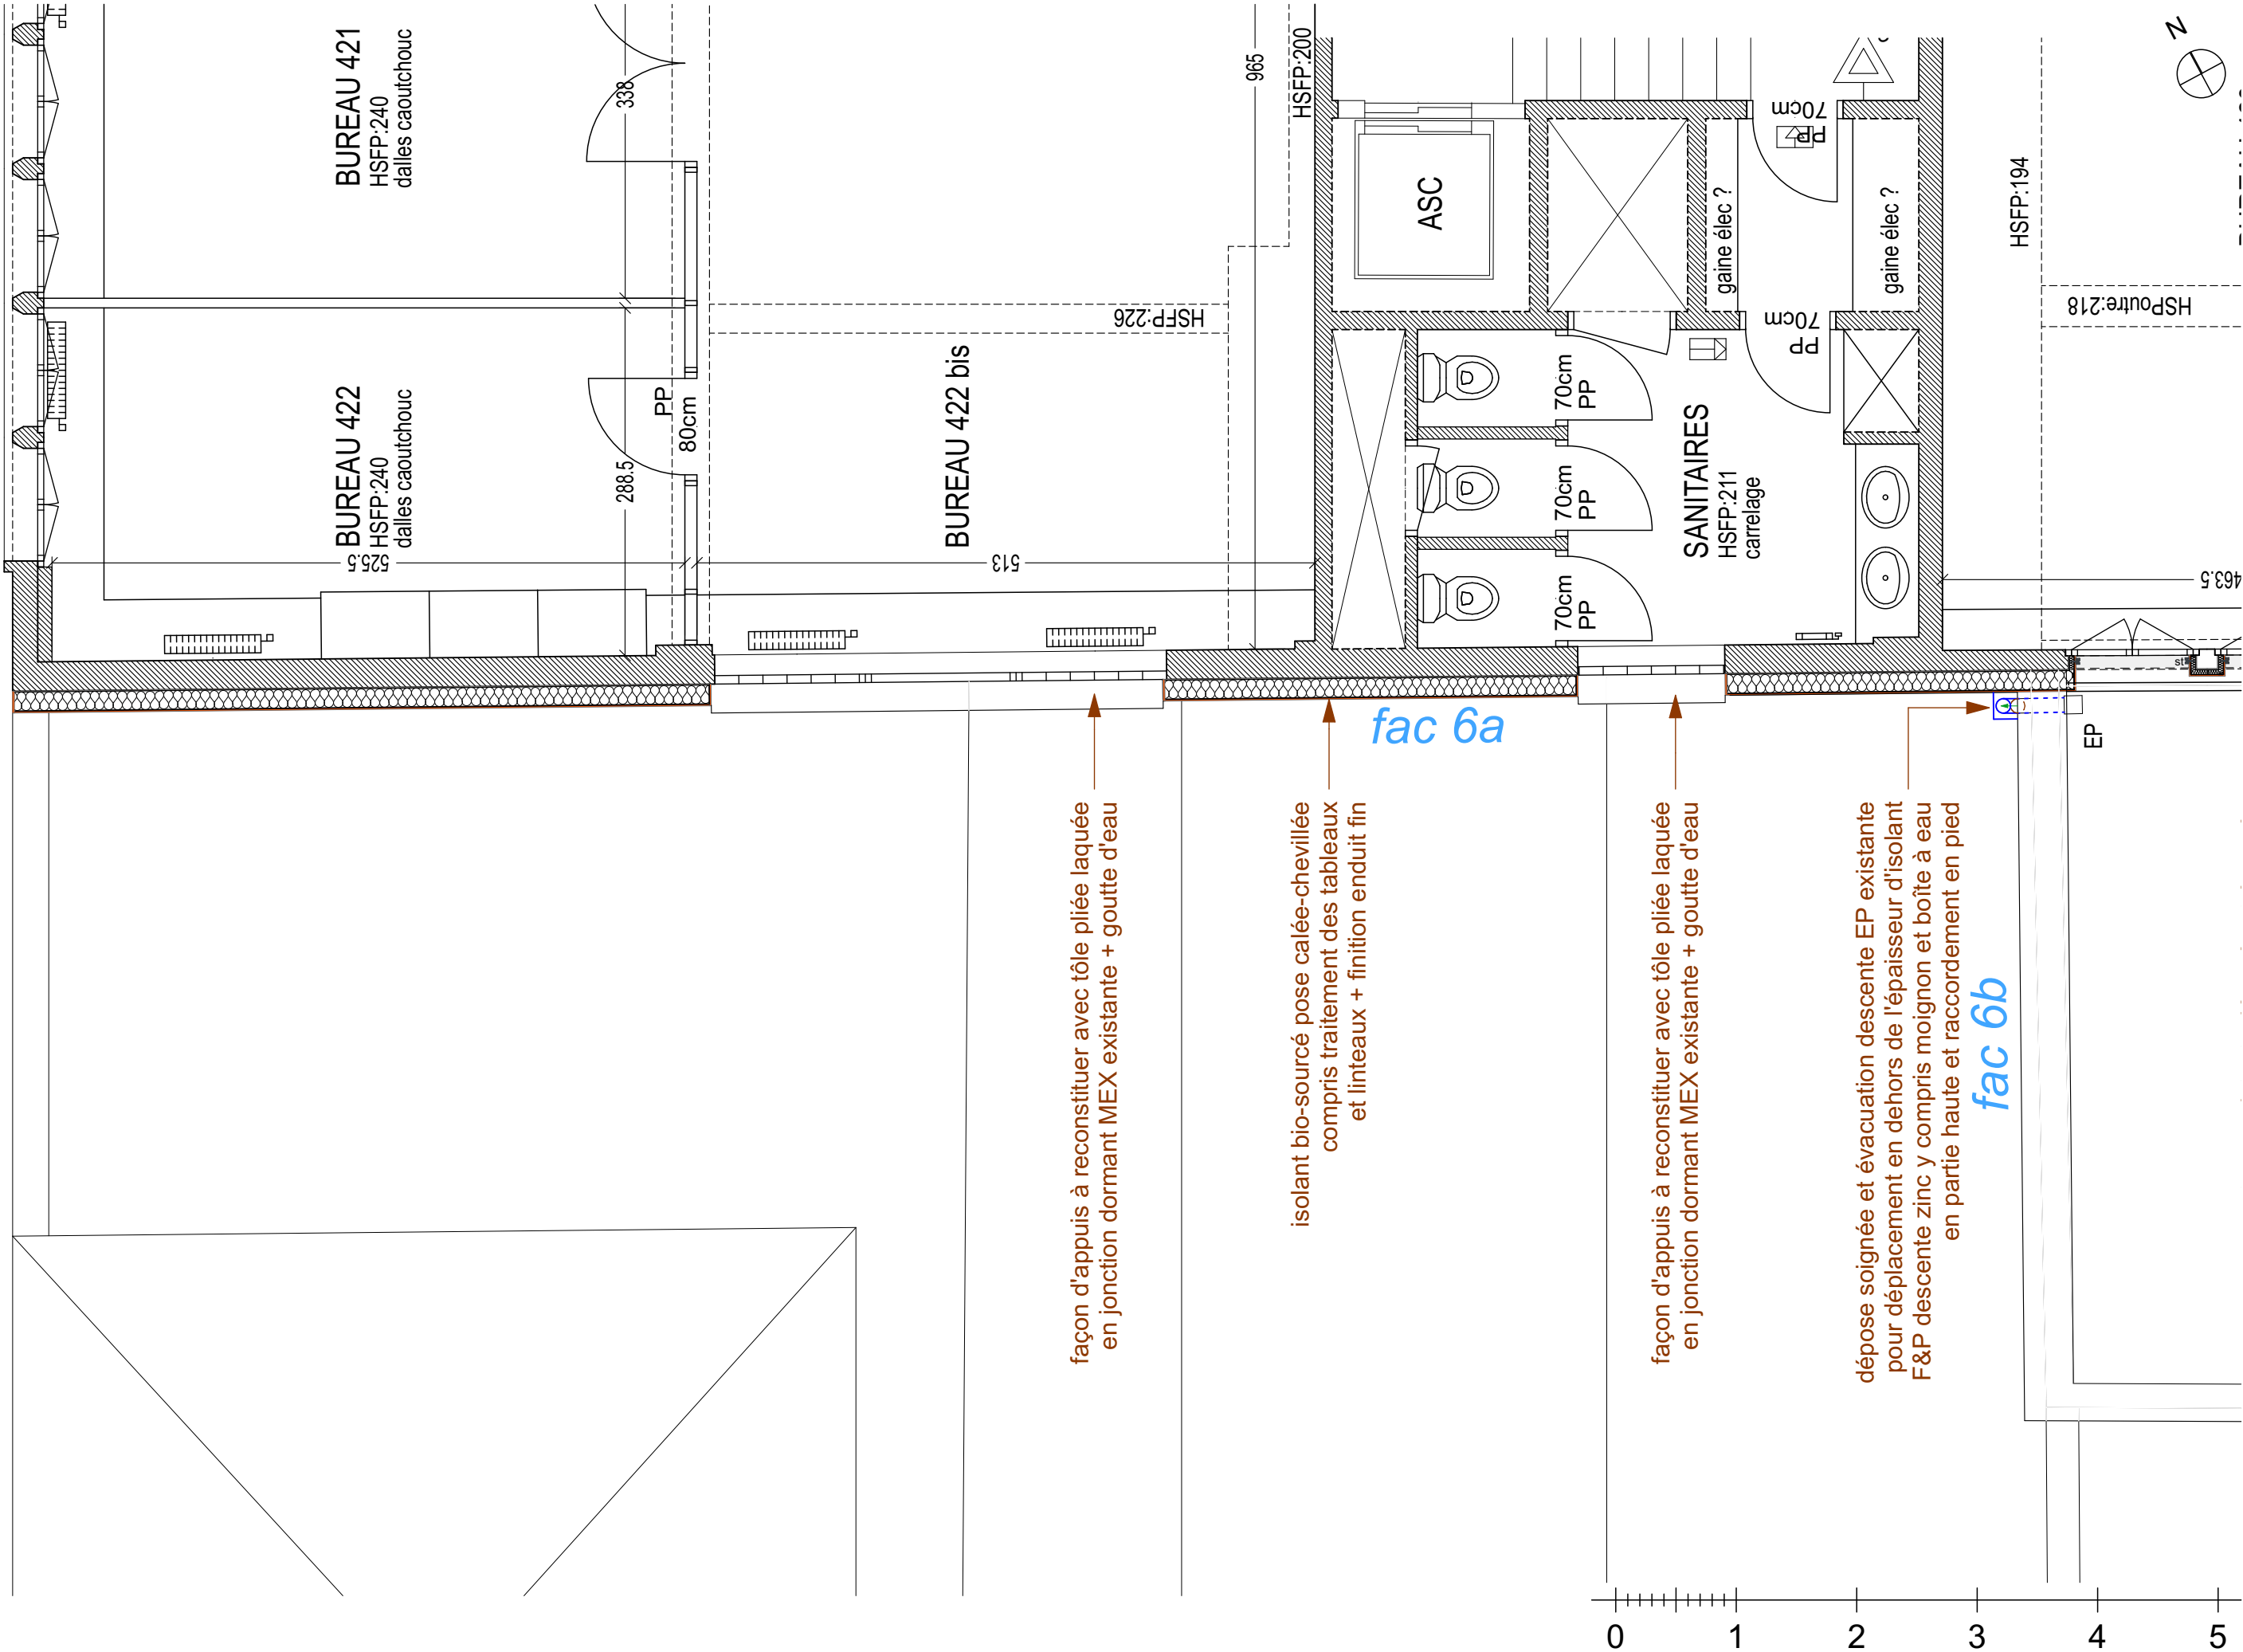 BUREAU 421
HSFP:240
dalles caoutchouc
338
965
HSFP:200
N
70cm
PP
ASC
gaine élec ?
gaine élec ?
HSFP:194
HSPoutre:218
HSFP:226
70cm
PP
BUREAU 422
HSFP:240
dalles caoutchouc
PP
80cm
288.5
525.5
BUREAU 422 bis
513
70cm
PP
70cm
PP
70cm
PP
SANITAIRES
HSFP:211
carrelage
463.5
st
EP
fac 6a
fac 6b
façon d'appuis à reconstituer avec tôle pliée laquée
en jonction dormant MEX existante + goutte d'eau
isolant bio-sourcé pose calée-chevillée
compris traitement des tableaux
et linteaux + finition enduit fin
façon d'appuis à reconstituer avec tôle pliée laquée
en jonction dormant MEX existante + goutte d'eau
dépose soignée et évacuation descente EP existante
pour déplacement en dehors de l'épaisseur d'isolant
F&P descente zinc y compris moignon et boîte à eau
en partie haute et raccordement en pied
0 1 2 3 4 5